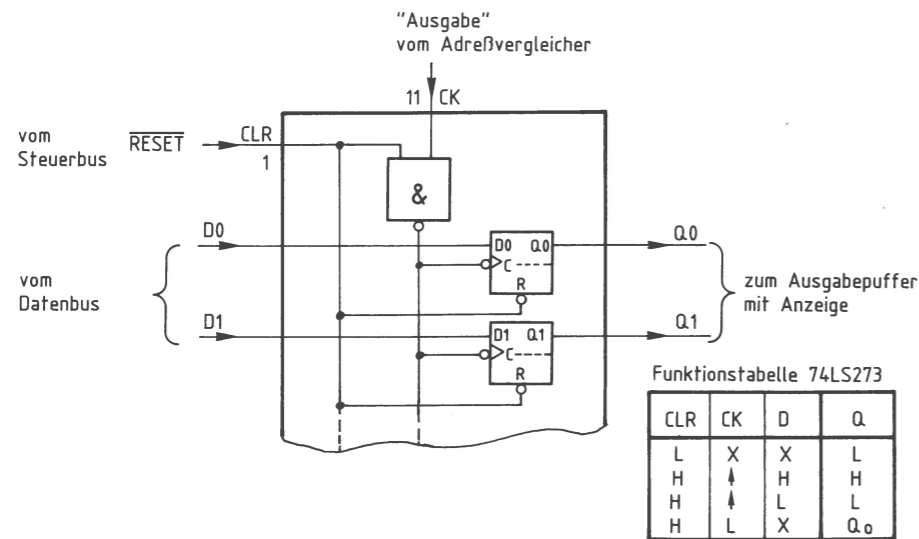 "Ausgabe"
vom Adreßvergleicher
11 CK
vom
Steuerbus
RESET
CLR
1
&
D0
D0 Q0
C
R
Q0
vom
Datenbus
zum Ausgabepuffer
mit Anzeige
D1
D1 Q1
C
R
Q1
Funktionstabelle 74LS273
CLR CK D Q
L X X L
H ↑ H H
H ↑ L L
H L X Q₀